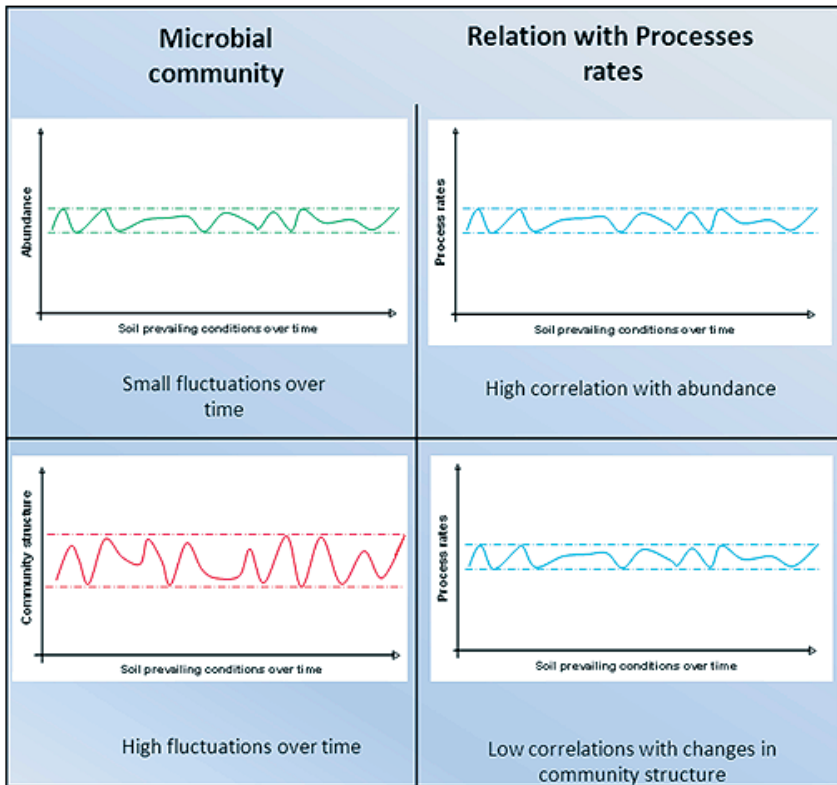 Microbial
community
Relation with Processes
rates
Abundance
Soil prevailing conditions over time
Process rates
Soil prevailing conditions over time
Small fluctuations over
time
High correlation with abundance
Community structure
Soil prevailing conditions over time
Process rates
Soil prevailing conditions over time
High fluctuations over time
Low correlations with changes in
community structure